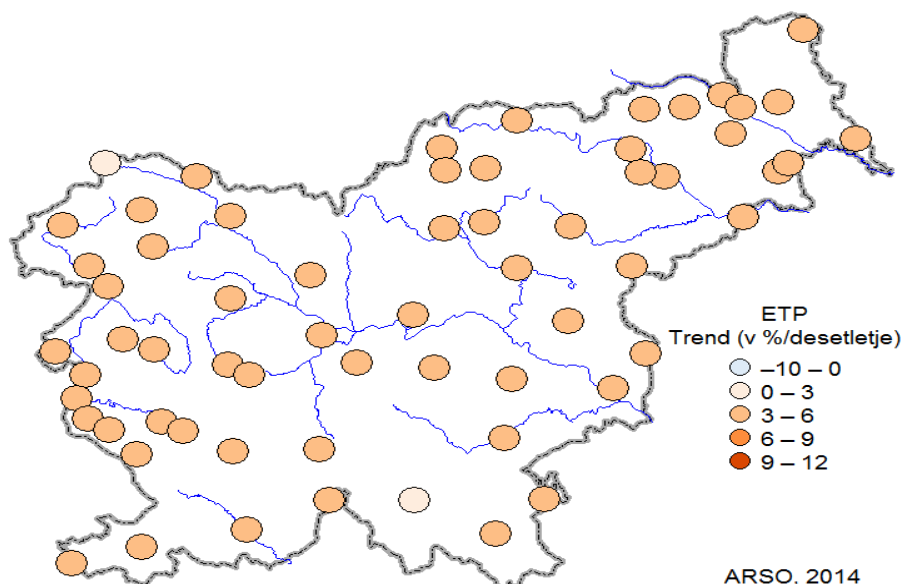 ETP
Trend (v %/desetletje)
–10 – 0
0 – 3
3 – 6
6 – 9
9 – 12
ARSO, 2014